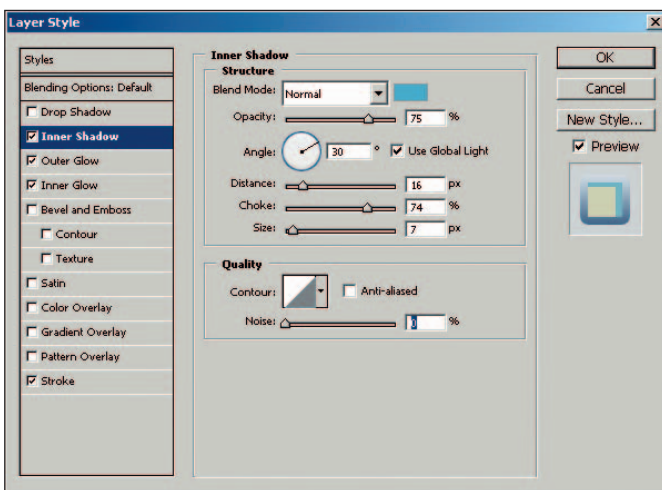 Layer Style
Styles
Blending Options: Default
Drop Shadow
Inner Shadow
Outer Glow
Inner Glow
Bevel and Emboss
Contour
Texture
Satin
Color Overlay
Gradient Overlay
Pattern Overlay
Stroke
Inner Shadow
Structure
Blend Mode: Normal
Opacity: 75 %
Angle: 30 ° Use Global Light
Distance: 16 px
Choke: 74 %
Size: 7 px
Quality
Contour: Anti-aliased
Noise: 0 %
OK
Cancel
New Style...
Preview